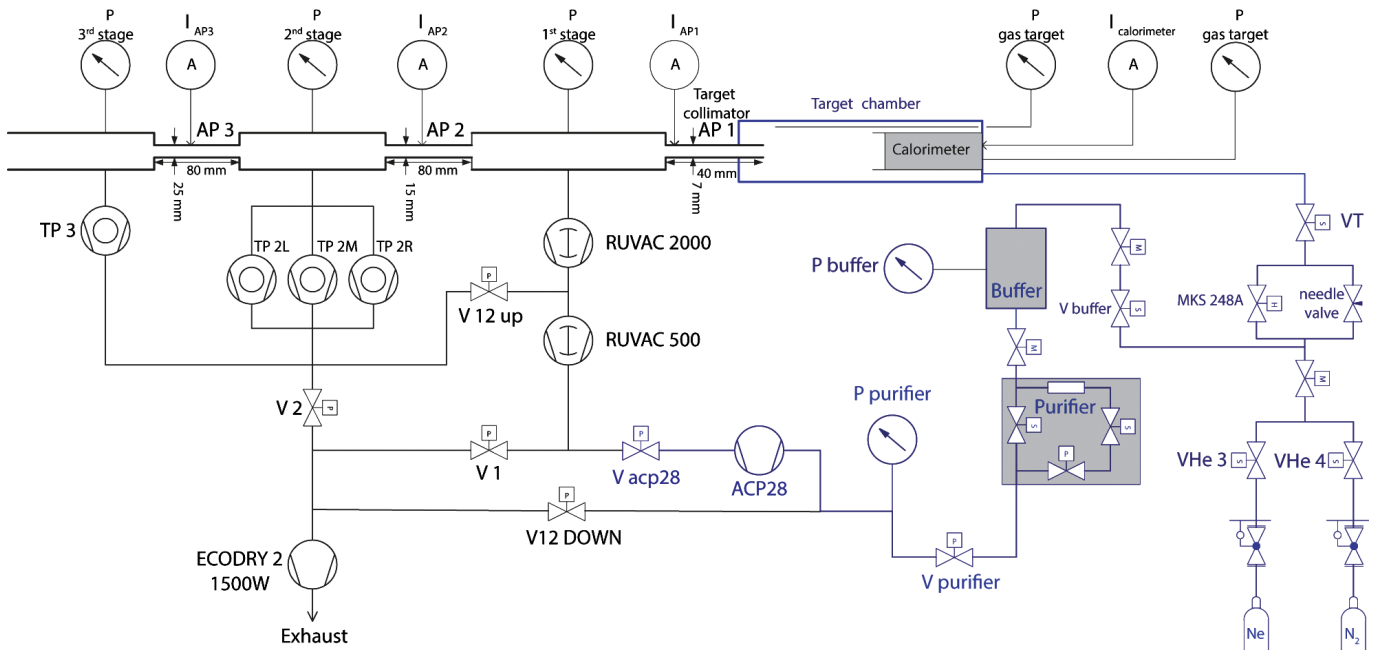 P
3rd stage
I AP3
P
2nd stage
I AP2
P
1st stage
I AP1
P
gas target
I calorimeter
P
gas target
A
A
A
A
Target
collimator
Target chamber
AP 3
AP 2
AP 1
Calorimeter
80 mm
80 mm
40 mm
25 mm
15 mm
7 mm
TP 3
TP 2L
TP 2M
TP 2R
RUVAC 2000
P buffer
Buffer
M
S
VT
P
V 12 up
V buffer
S
MKS 248A
H
needle
valve
RUVAC 500
M
M
V 2
P
P purifier
Purifier
S
S
P
P
V 1
P
V acp28
ACP28
VHe 3
S
VHe 4
S
P
V12 DOWN
P
V purifier
ECODRY 2
1500W
Exhaust
Ne
N2